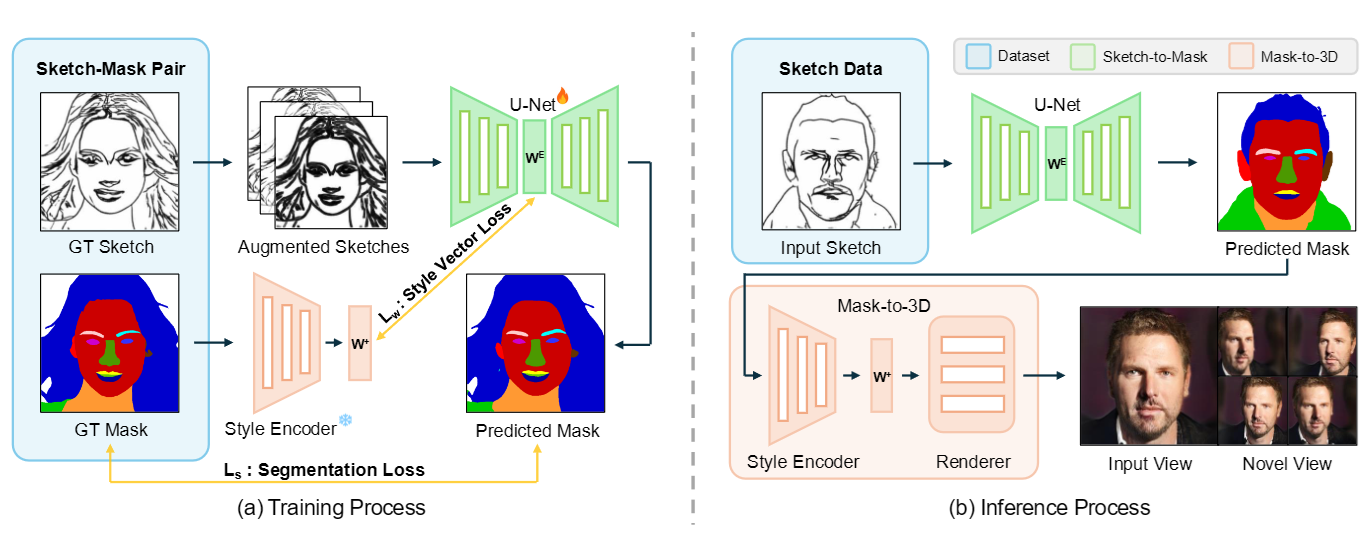 Sketch-Mask Pair
GT Sketch
Augmented Sketches
U-Net
Wᴱ
L_w : Style Vector Loss
GT Mask
Style Encoder
W⁺
Predicted Mask
L_s : Segmentation Loss
(a) Training Process
Dataset
Sketch-to-Mask
Mask-to-3D
Sketch Data
Input Sketch
U-Net
Wᴱ
Predicted Mask
Mask-to-3D
W⁺
Style Encoder
Renderer
Input View
Novel View
(b) Inference Process